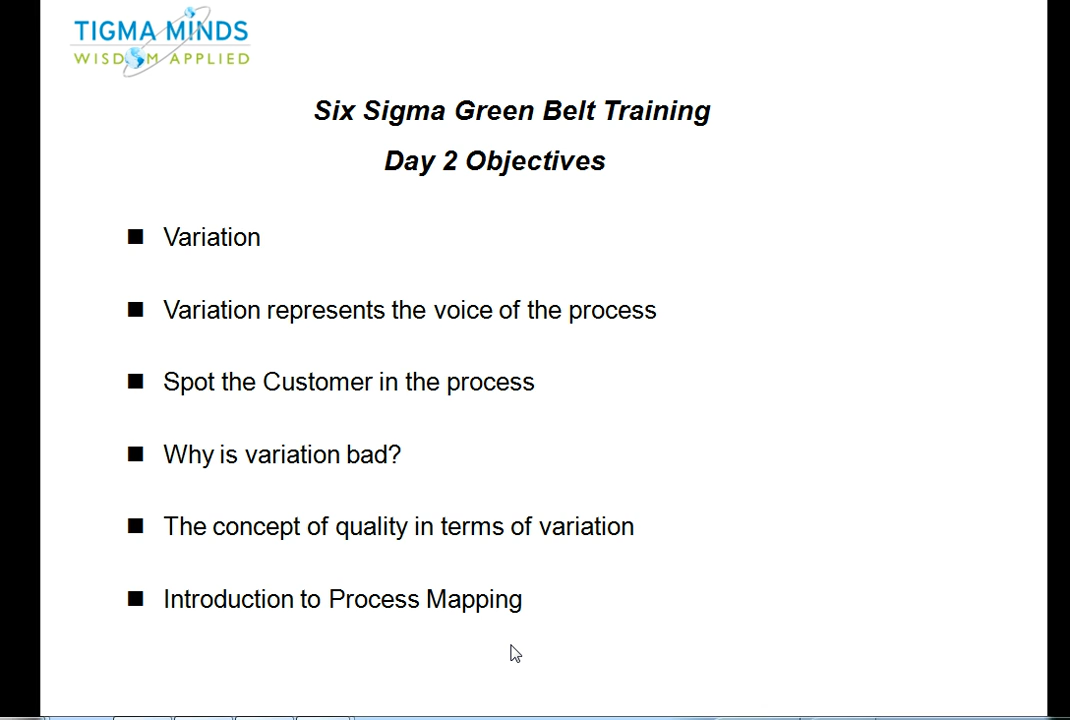 TIGMA MINDS
WISDOM APPLIED
Six Sigma Green Belt Training
Day 2 Objectives
Variation
Variation represents the voice of the process
Spot the Customer in the process
Why is variation bad?
The concept of quality in terms of variation
Introduction to Process Mapping